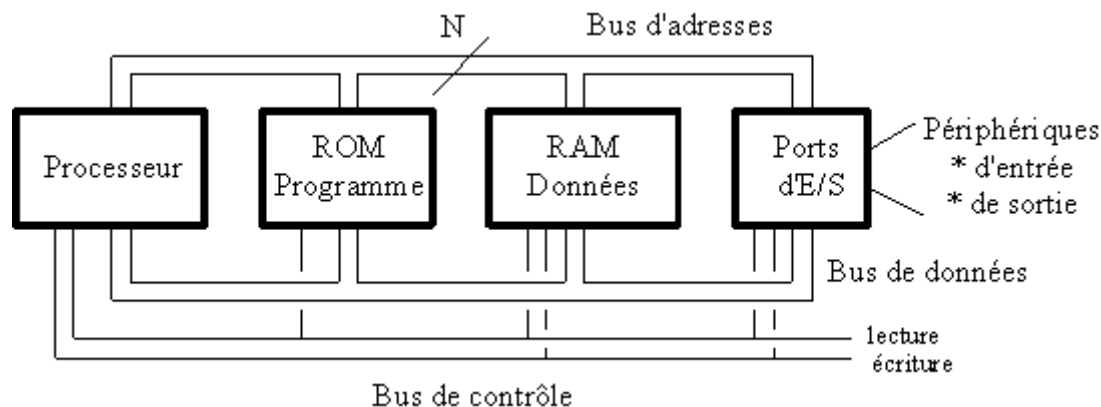 N
Bus d'adresses
Processeur
ROM
Programme
RAM
Données
Ports
d'E/S
Périphériques
* d'entrée
* de sortie
Bus de données
lecture
écriture
Bus de contrôle